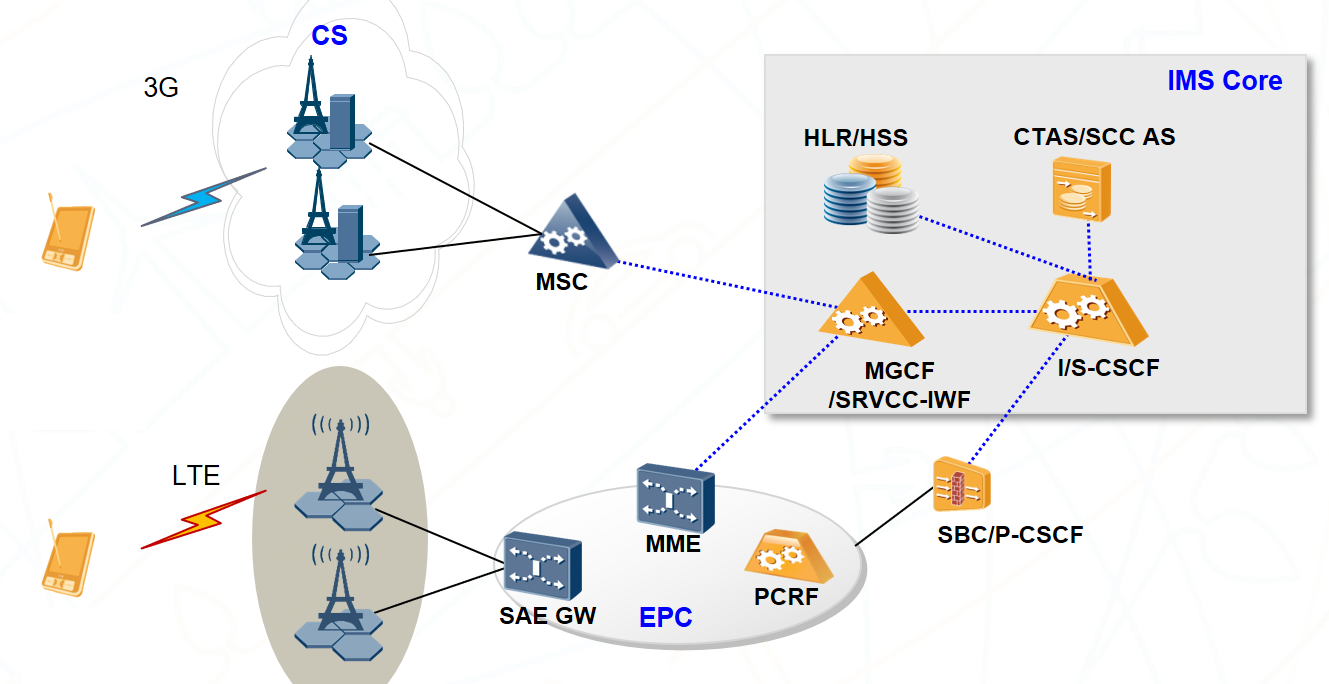 CS
3G
IMS Core
HLR/HSS
CTAS/SCC AS
MSC
MGCF
/SRVCC-IWF
I/S-CSCF
LTE
SBC/P-CSCF
MME
PCRF
SAE GW
EPC